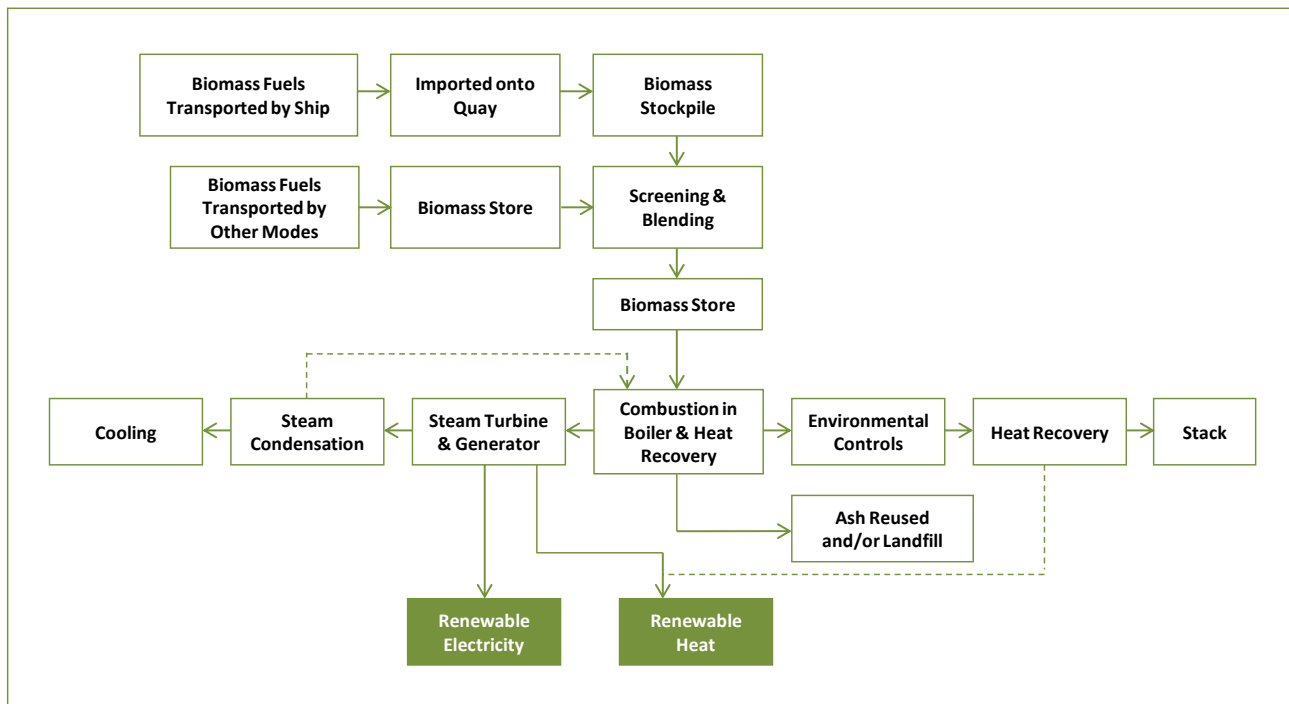 Biomass Fuels
Transported by Ship
Imported onto
Quay
Biomass
Stockpile
Biomass Fuels
Transported by
Other Modes
Biomass Store
Screening &
Blending
Biomass Store
Cooling
Steam
Condensation
Steam Turbine
& Generator
Combustion in
Boiler & Heat
Recovery
Environmental
Controls
Heat Recovery
Stack
Ash Reused
and/or Landfill
Renewable
Electricity
Renewable
Heat